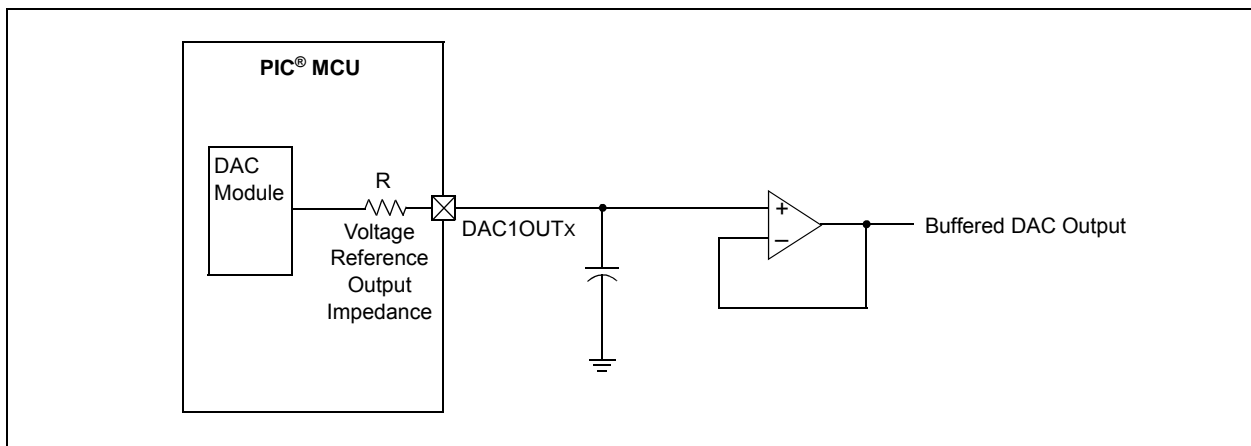 PIC® MCU
DAC
Module
R
Voltage
Reference
Output
Impedance
DAC1OUTX
+
–
Buffered DAC Output